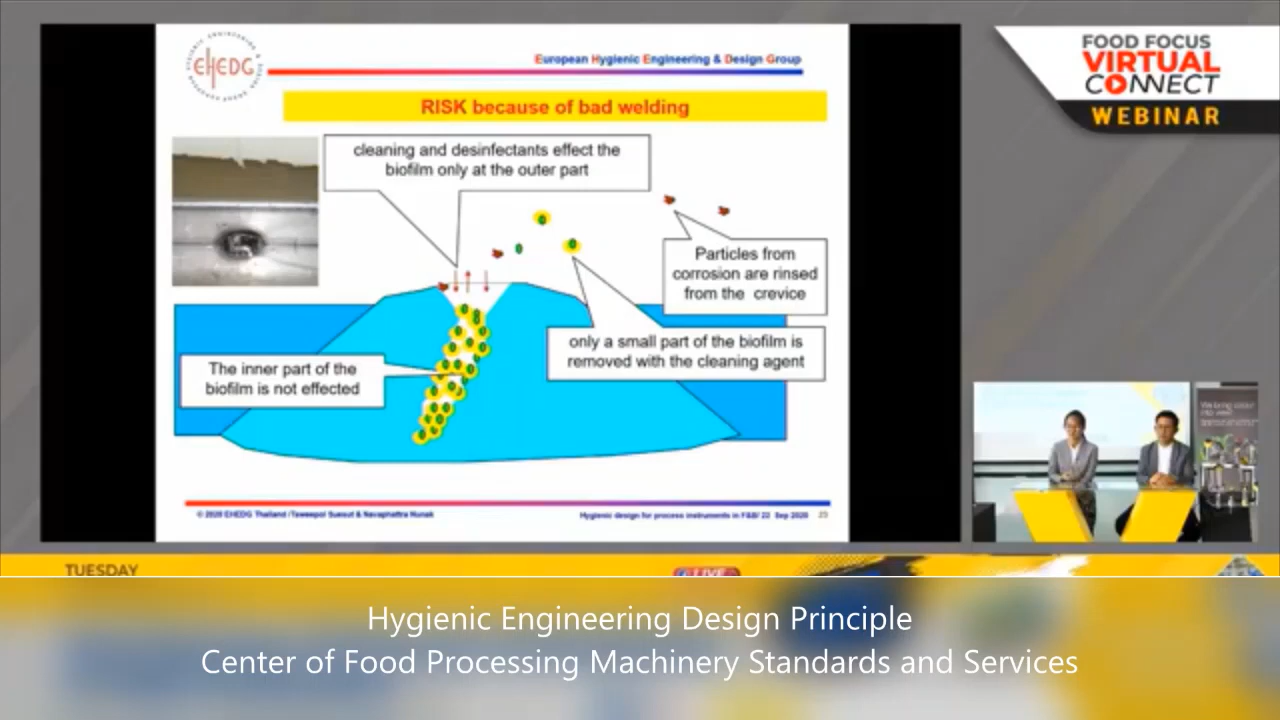 EHEDG
European Hygienic Engineering & Design Group
RISK because of bad welding
cleaning and desinfectants effect the
biofilm only at the outer part
Particles from
corrosion are rinsed
from the crevice
only a small part of the biofilm is
removed with the cleaning agent
The inner part of the
biofilm is not effected
© 2020 EHEDG Thailand /Taweepol Suesut & Navaphattra Nunak
Hygienic design for process instruments in F&B/ 22 Sep 2020 23
FOOD FOCUS
VIRTUAL
CONNECT
WEBINAR
TUESDAY
LIVE
Hygienic Engineering Design Principle
Center of Food Processing Machinery Standards and Services